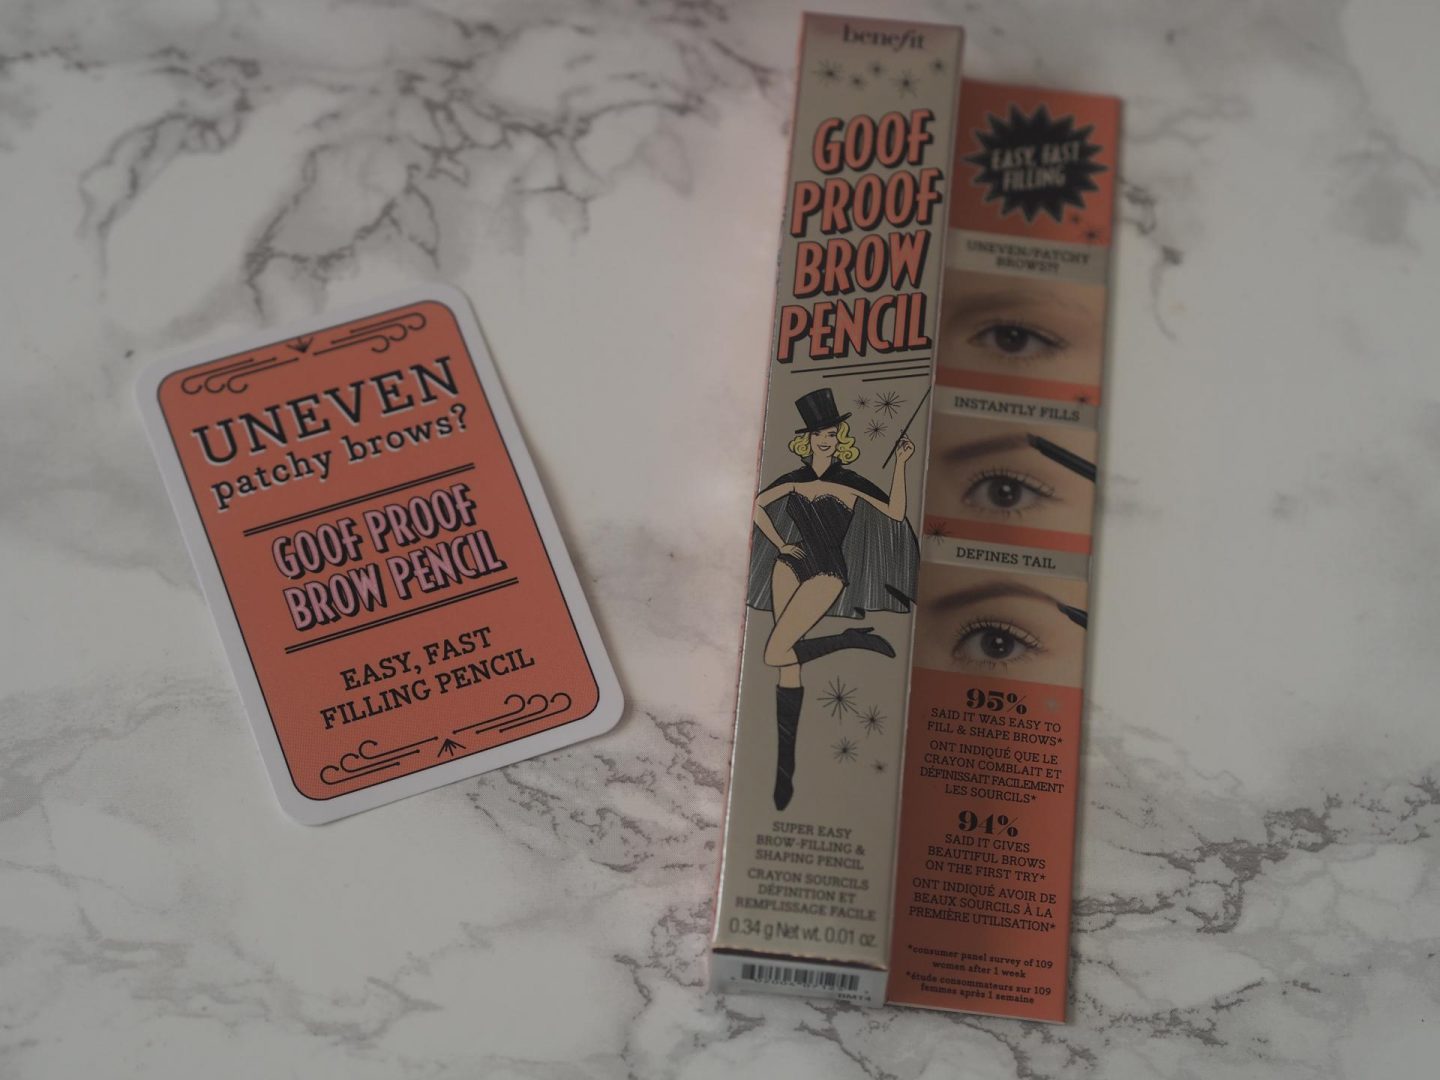 UNEVEN
patchy brows?
GOOF PROOF
BROW PENCIL
EASY, FAST
FILLING PENCIL
benefit
GOOF
PROOF
BROW
PENCIL
SUPER EASY
BROW-FILLING &
SHAPING PENCIL
CRAYON SOURCILS
DÉFINITION ET
REMPLISSAGE FACILE
0.34 g Net wt. 0.01 oz.
BM14
EASY, FAST
FILLING
UNEVEN/PATCHY
BROWS?!
INSTANTLY FILLS
DEFINES TAIL
95%
SAID IT WAS EASY TO
FILL & SHAPE BROWS*
ONT INDIQUÉ QUE LE
CRAYON COMBLAIT ET
DÉFINISSAIT FACILEMENT
LES SOURCILS*
94%
SAID IT GIVES
BEAUTIFUL BROWS
ON THE FIRST TRY*
ONT INDIQUÉ AVOIR DE
BEAUX SOURCILS À LA
PREMIÈRE UTILISATION*
*consumer panel survey of 109
women after 1 week
*étude consommateurs sur 109
femmes après 1 semaine